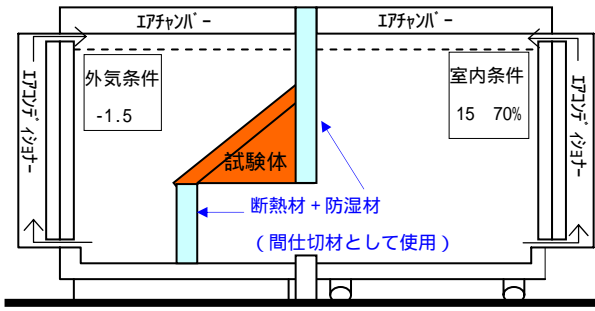 エアチャンバー
エアチャンバー
エアコンディショナー
外気条件
-1.5
室内条件
15 70%
エアコンディショナー
試験体
断熱材+防湿材
(間仕切材として使用)